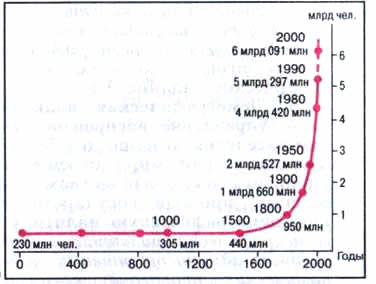 млрд чел.
2000
6 млрд 091 млн
6
1990
5 млрд 297 млн
5
1980
4 млрд 420 млн
4
3
1950
2 млрд 527 млн
2
1900
1 млрд 660 млн
1800
1
1000
1500
950 млн
230 млн чел.
305 млн
440 млн
Годы
0
400
800
1200
1600
2000